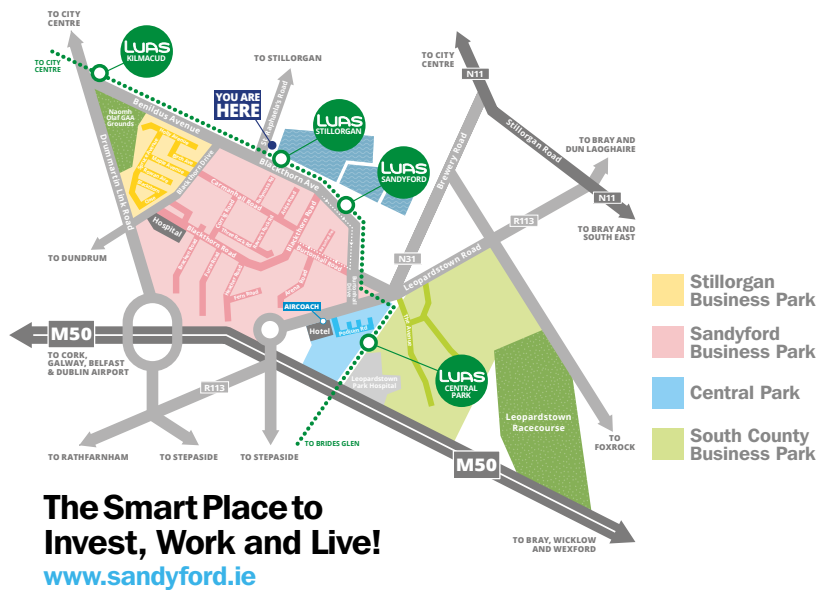 TO CITY
CENTRE
TO CITY
CENTRE
LUAS
KILMACUD
TO STILLORGAN
TO CITY
CENTRE
N11
YOU ARE
HERE
St. Raphaela's Road
LUAS
STILLORGAN
Naomh
Olaf GAA
Grounds
Benildus Avenue
Stillorgan Road
TO BRAY AND
DUN LAOGHAIRE
Drummartin Link Road
Blackthorn Drive
Blackthorn Ave
LUAS
SANDYFORD
Brewery Road
N11
R113
TO BRAY AND
SOUTH EAST
Hospital
Blackthorn Road
TO DUNDRUM
N31
Leopardstown Road
Stillorgan
Business Park
Sandyford
Business Park
Central Park
South County
Business Park
AIRCOACH
Hotel
M50
TO CORK,
GALWAY, BELFAST
& DUBLIN AIRPORT
R113
Leopardstown
Park Hospital
LUAS
CENTRAL
PARK
Leopardstown
Racecourse
TO
FOXROCK
TO BRIDES GLEN
TO RATHFARNHAM
TO STEPASIDE
TO STEPASIDE
M50
TO BRAY, WICKLOW
AND WEXFORD
The Smart Place to
Invest, Work and Live!
www.sandyford.ie